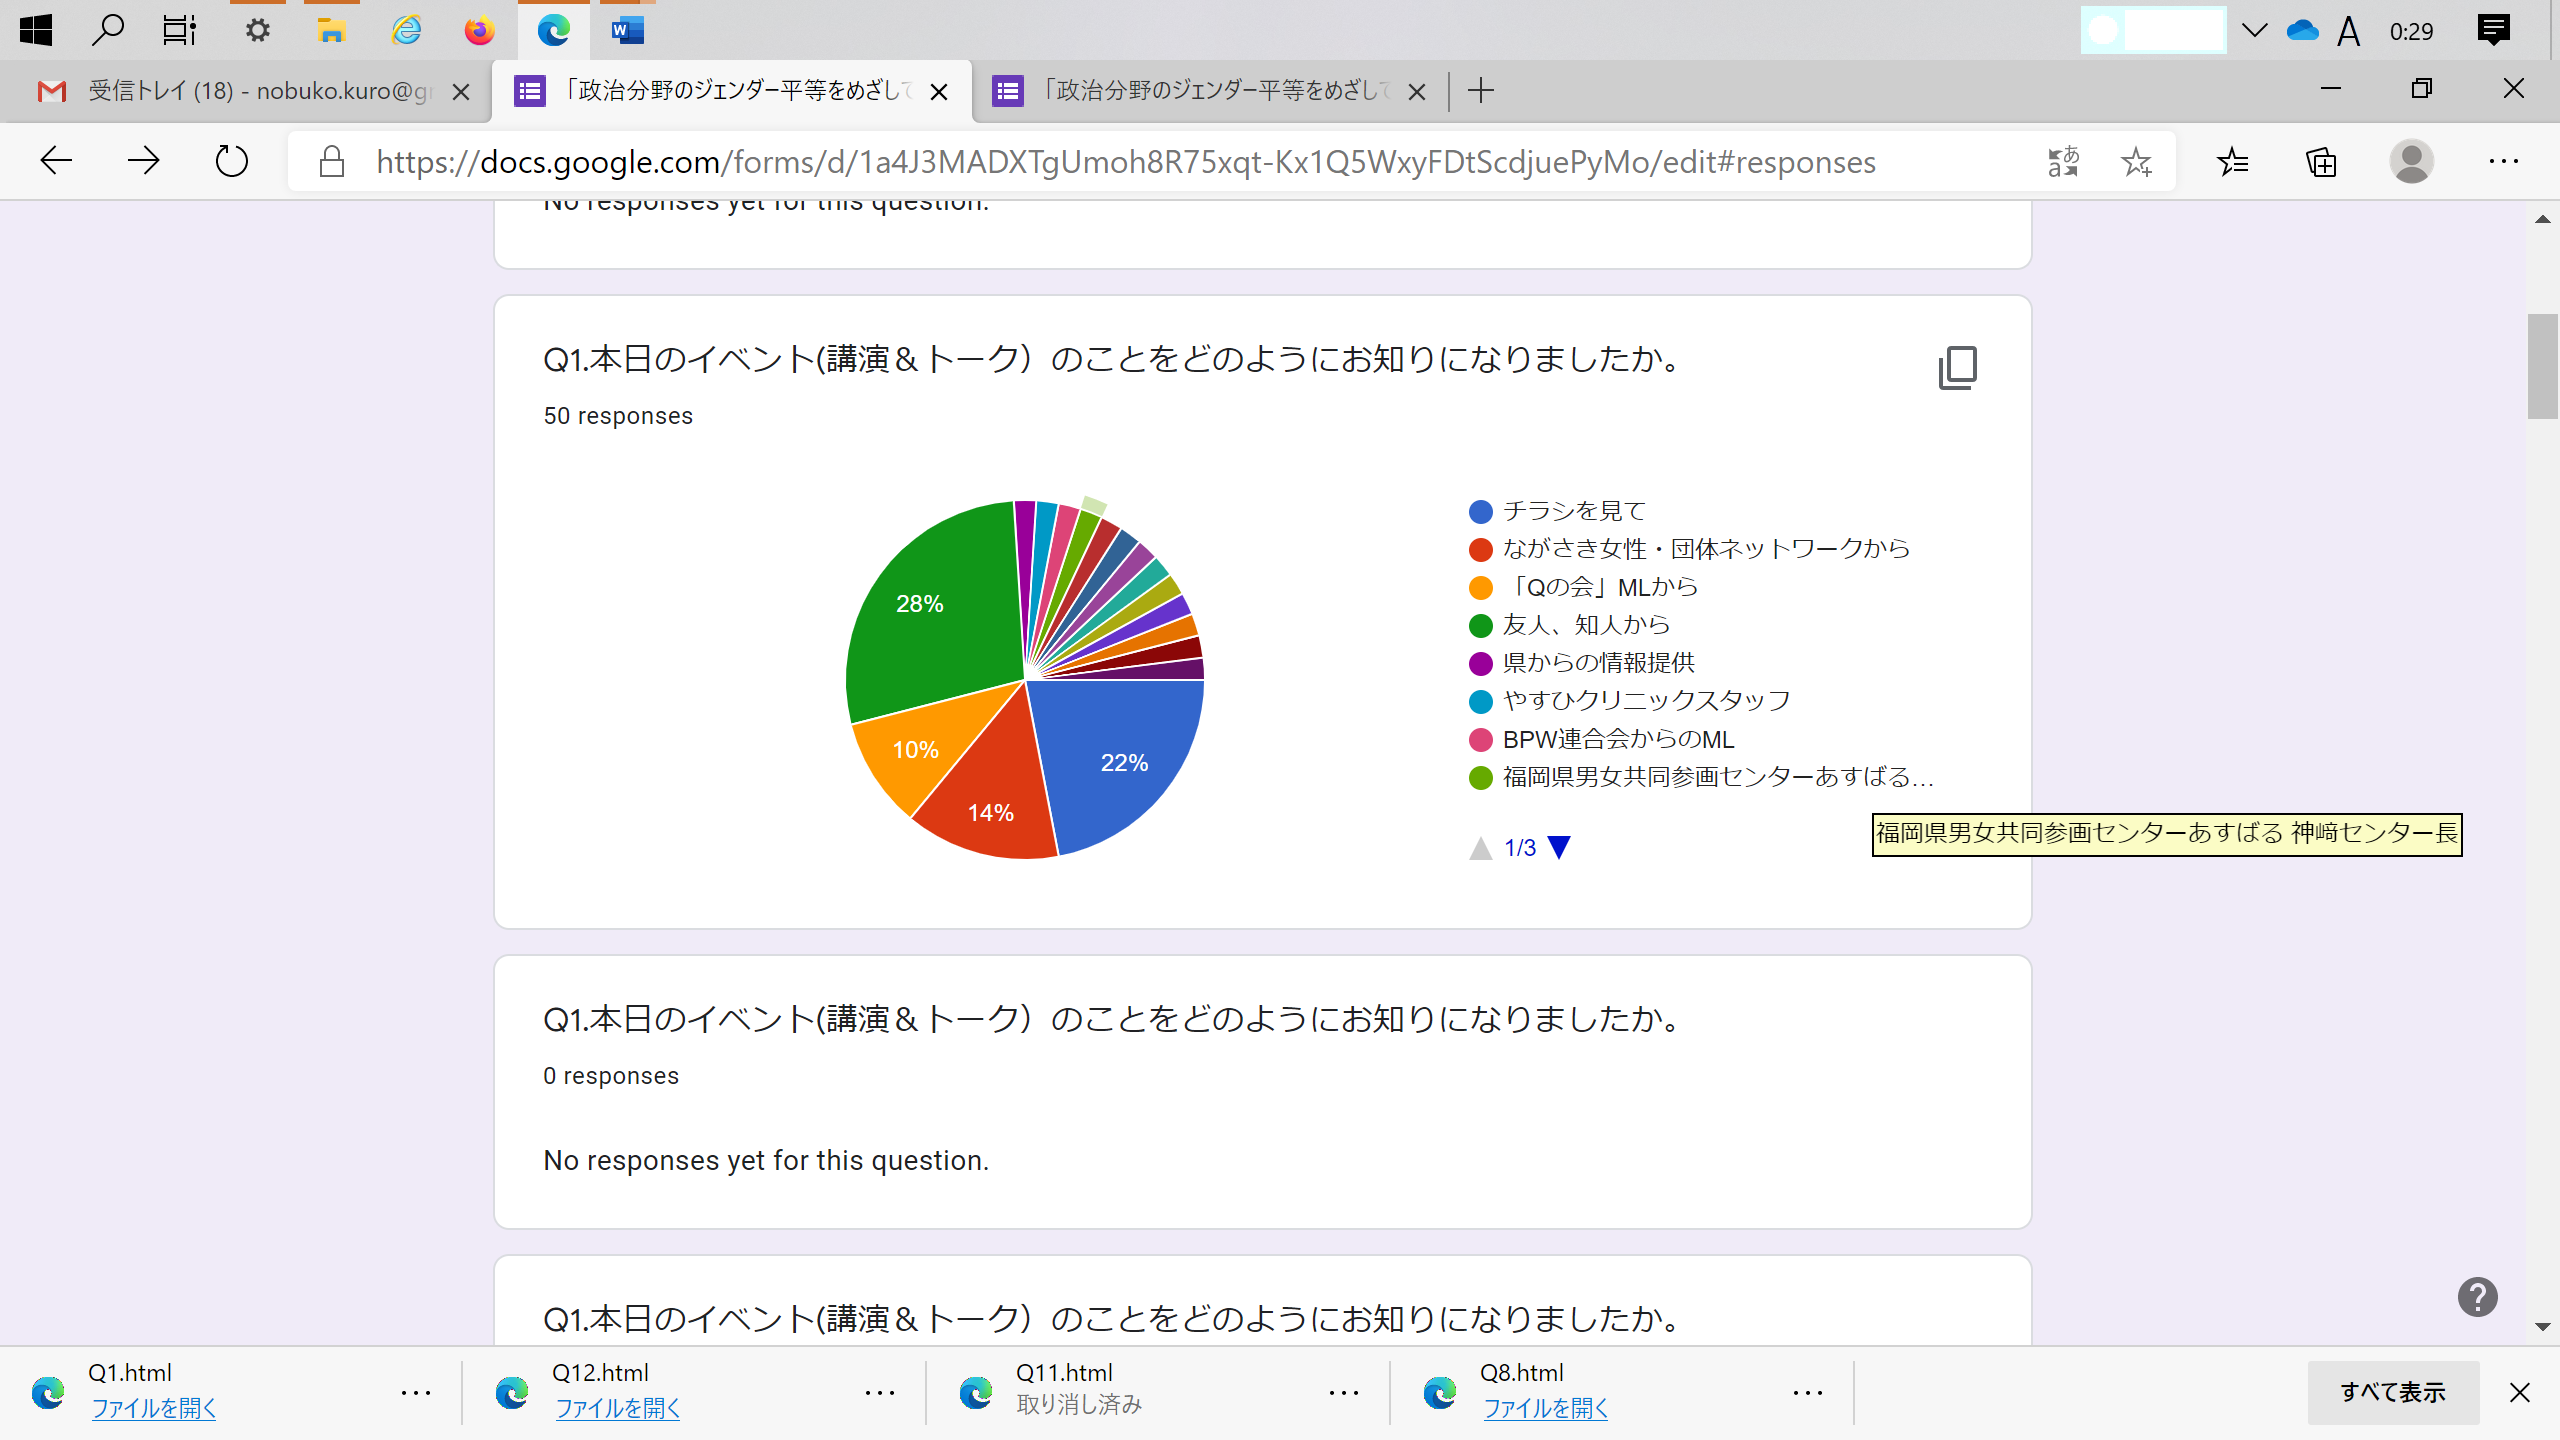 0:29
受信トレイ (18) - nobuko.kuro@g
「政治分野のジェンダー平等をめざして
「政治分野のジェンダー平等をめざして
https://docs.google.com/forms/d/1a4J3MADXTgUmoh8R75xqt-Kx1Q5WxyFDtScdjuePyMo/edit#responses
No responses yet for this question.
Q1.本日のイベント(講演＆トーク）のことをどのようにお知りになりましたか。
50 responses
28%
10%
14%
22%
チラシを見て
ながさき女性・団体ネットワークから
「Qの会」MLから
友人、知人から
県からの情報提供
やすひクリニックスタッフ
BPW連合会からのML
福岡県男女共同参画センターあすばる…
1/3
福岡県男女共同参画センターあすばる 神﨑センター長
Q1.本日のイベント(講演＆トーク）のことをどのようにお知りになりましたか。
0 responses
No responses yet for this question.
Q1.本日のイベント(講演＆トーク）のことをどのようにお知りになりましたか。
Q1.html
ファイルを開く
Q12.html
ファイルを開く
Q11.html
取り消し済み
Q8.html
ファイルを開く
すべて表示